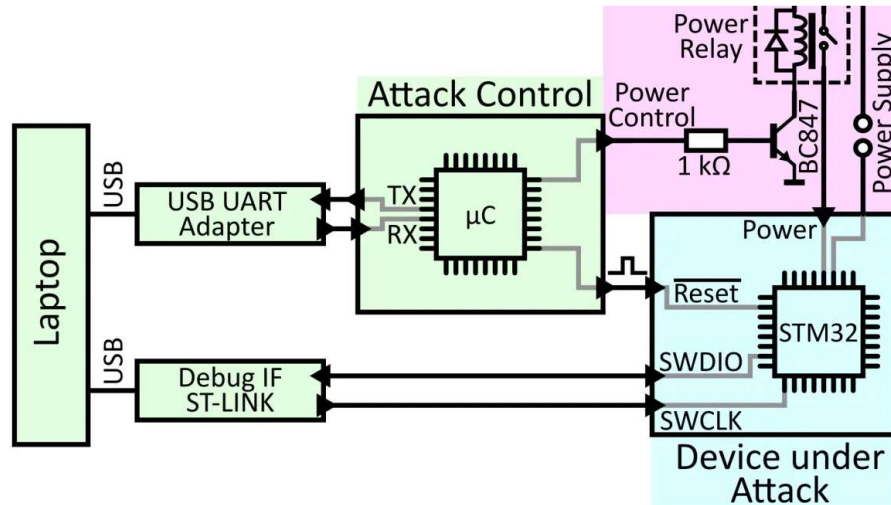 Power
Relay
Power Supply
BC847
Attack Control
Power
Control
1 kΩ
USB
USB UART
Adapter
TX
RX
µC
Laptop
Power
Reset
STM32
USB
Debug IF
ST-LINK
SWDIO
SWCLK
Device under
Attack